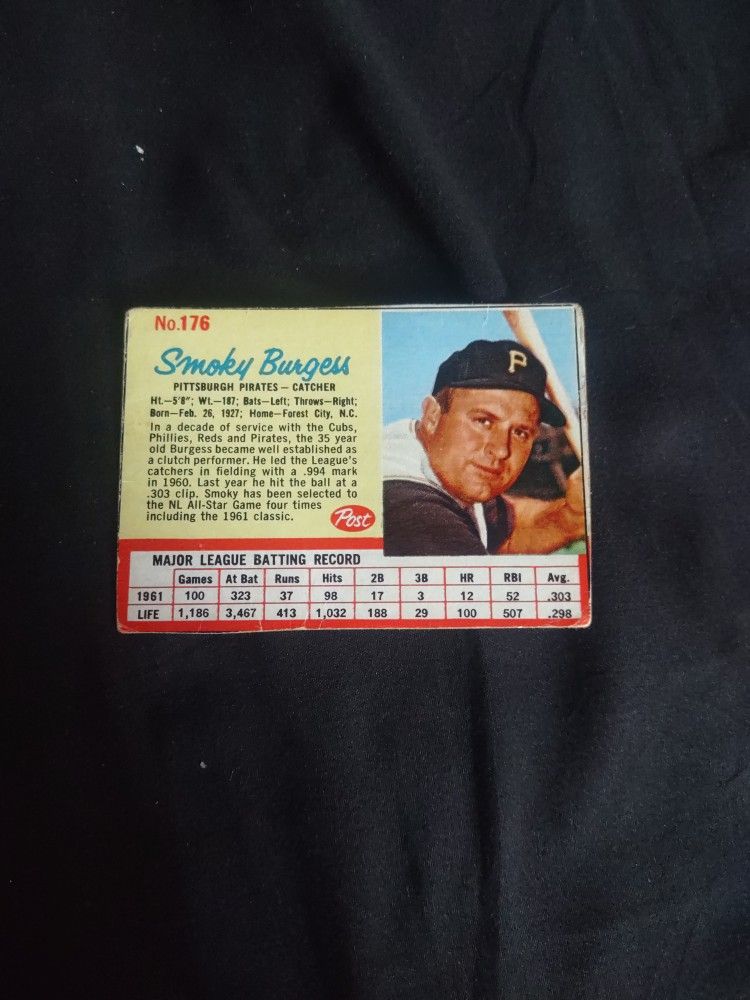 No.176
Smoky Burgess
PITTSBURGH PIRATES – CATCHER
Ht.—5'8"; Wt.—187; Bats—Left; Throws—Right;
Born—Feb. 26, 1927; Home—Forest City, N.C.
In a decade of service with the Cubs,
Phillies, Reds and Pirates, the 35 year
old Burgess became well established as
a clutch performer. He led the League's
catchers in fielding with a .994 mark
in 1960. Last year he hit the ball at a
.303 clip. Smoky has been selected to
the NL All-Star Game four times
including the 1961 classic.
Post
P
MAJOR LEAGUE BATTING RECORD
Games At Bat Runs Hits 2B 3B HR RBI Avg.
1961 100 323 37 98 17 3 12 52 .303
LIFE 1,186 3,467 413 1,032 188 29 100 507 .298